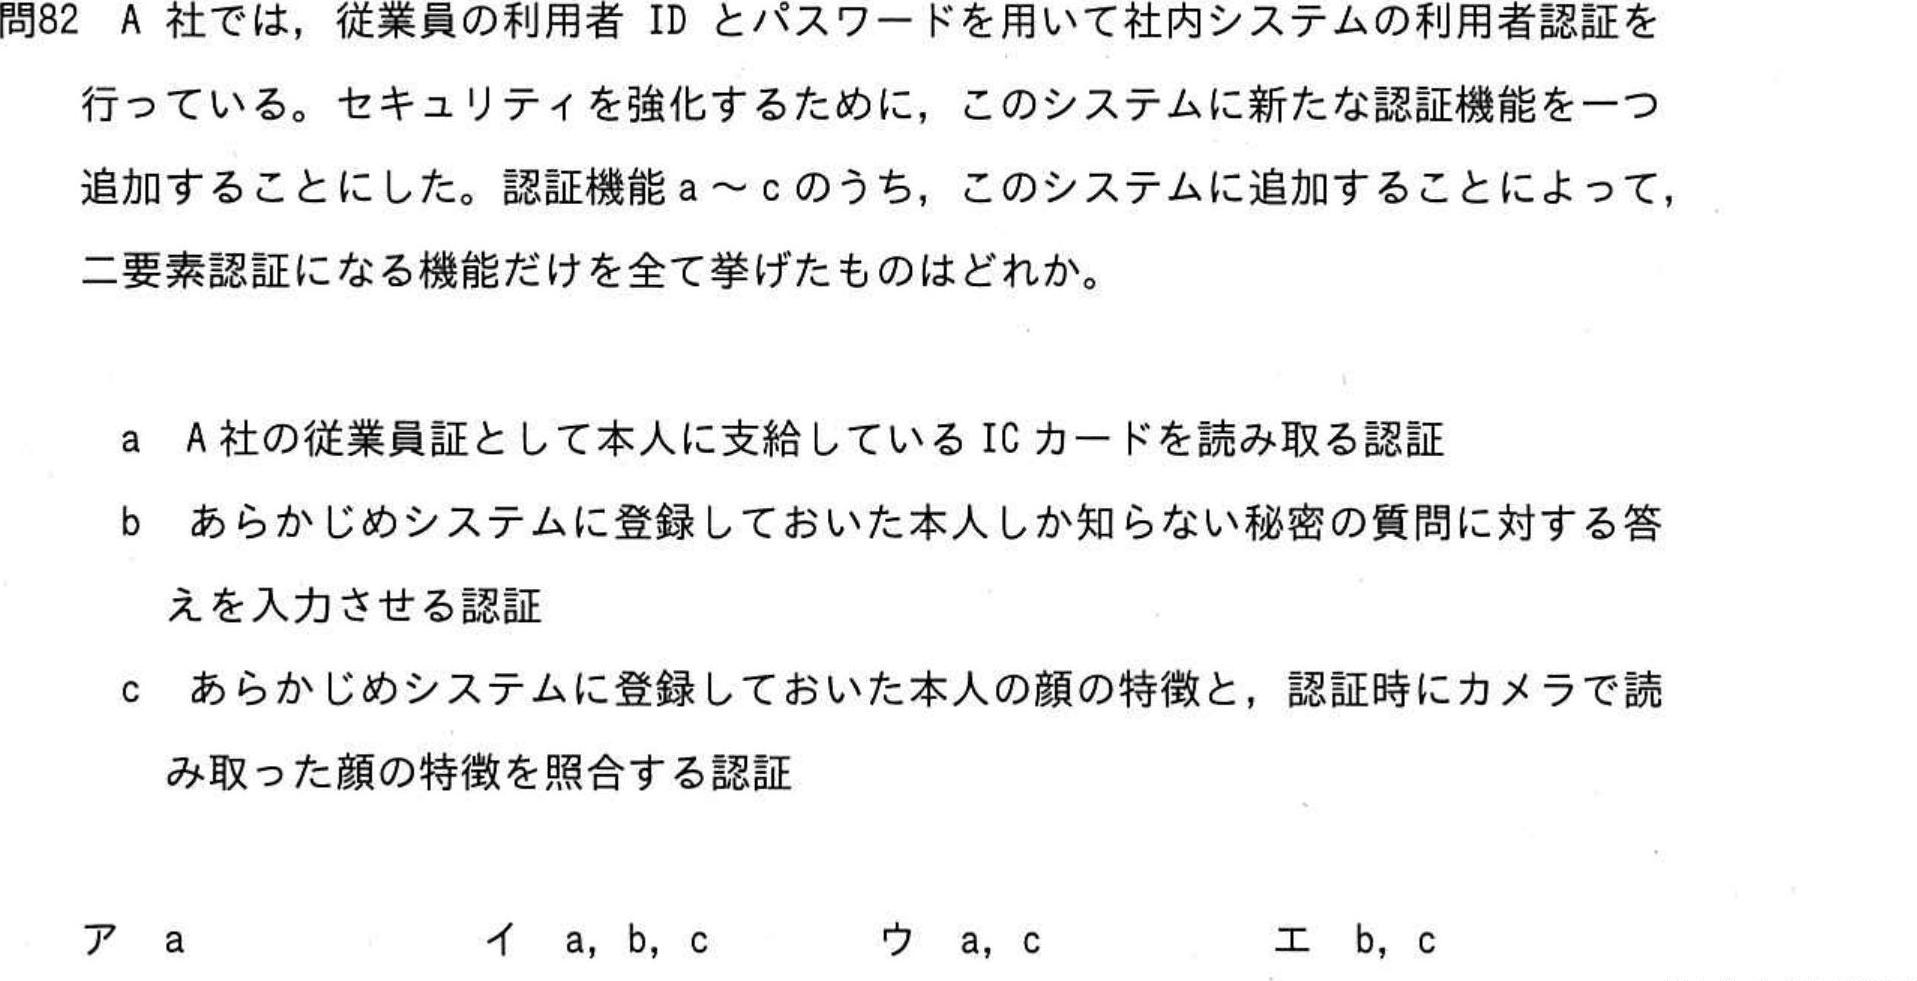 問82 A 社では，従業員の利用者 ID とパスワードを用いて社内システムの利用者認証を
行っている。セキュリティを強化するために，このシステムに新たな認証機能を一つ
追加することにした。認証機能 a ～ c のうち，このシステムに追加することによって，
二要素認証になる機能だけを全て挙げたものはどれか。
a A 社の従業員証として本人に支給している IC カードを読み取る認証
b あらかじめシステムに登録しておいた本人しか知らない秘密の質問に対する答
えを入力させる認証
c あらかじめシステムに登録しておいた本人の顔の特徴と，認証時にカメラで読
み取った顔の特徴を照合する認証
ア a イ a, b, c ウ a, c エ b, c